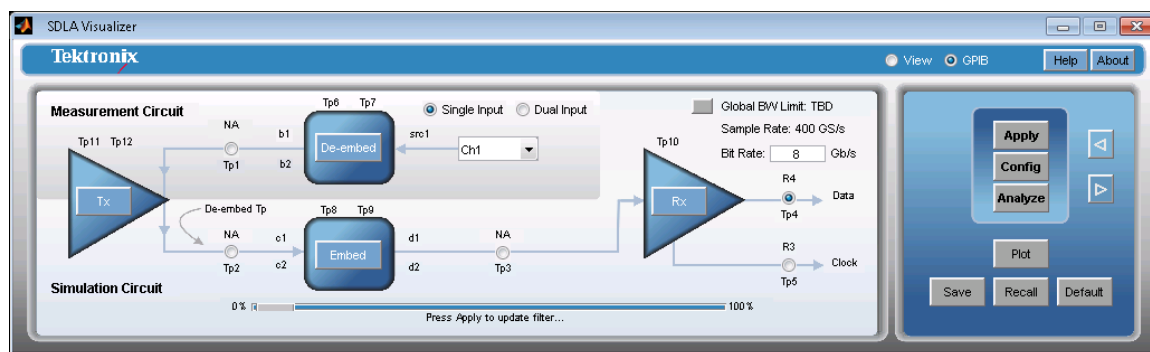 SDLA Visualizer
Tektronix
View
GPIB
Help
About
Measurement Circuit
Tp11 Tp12
Tx
NA
Tp1
b1
b2
Tp6 Tp7
De-embed
Single Input
Dual Input
src1
Ch1
Global BW Limit: TBD
Sample Rate: 400 GS/s
Bit Rate: 8 Gb/s
Tp10
Rx
R4
Tp4
Data
R3
Tp5
Clock
De-embed Tp
NA
Tp2
c1
c2
Tp8 Tp9
Embed
d1
d2
NA
Tp3
Simulation Circuit
0%
100%
Press Apply to update filter...
Apply
Config
Analyze
Plot
Save
Recall
Default